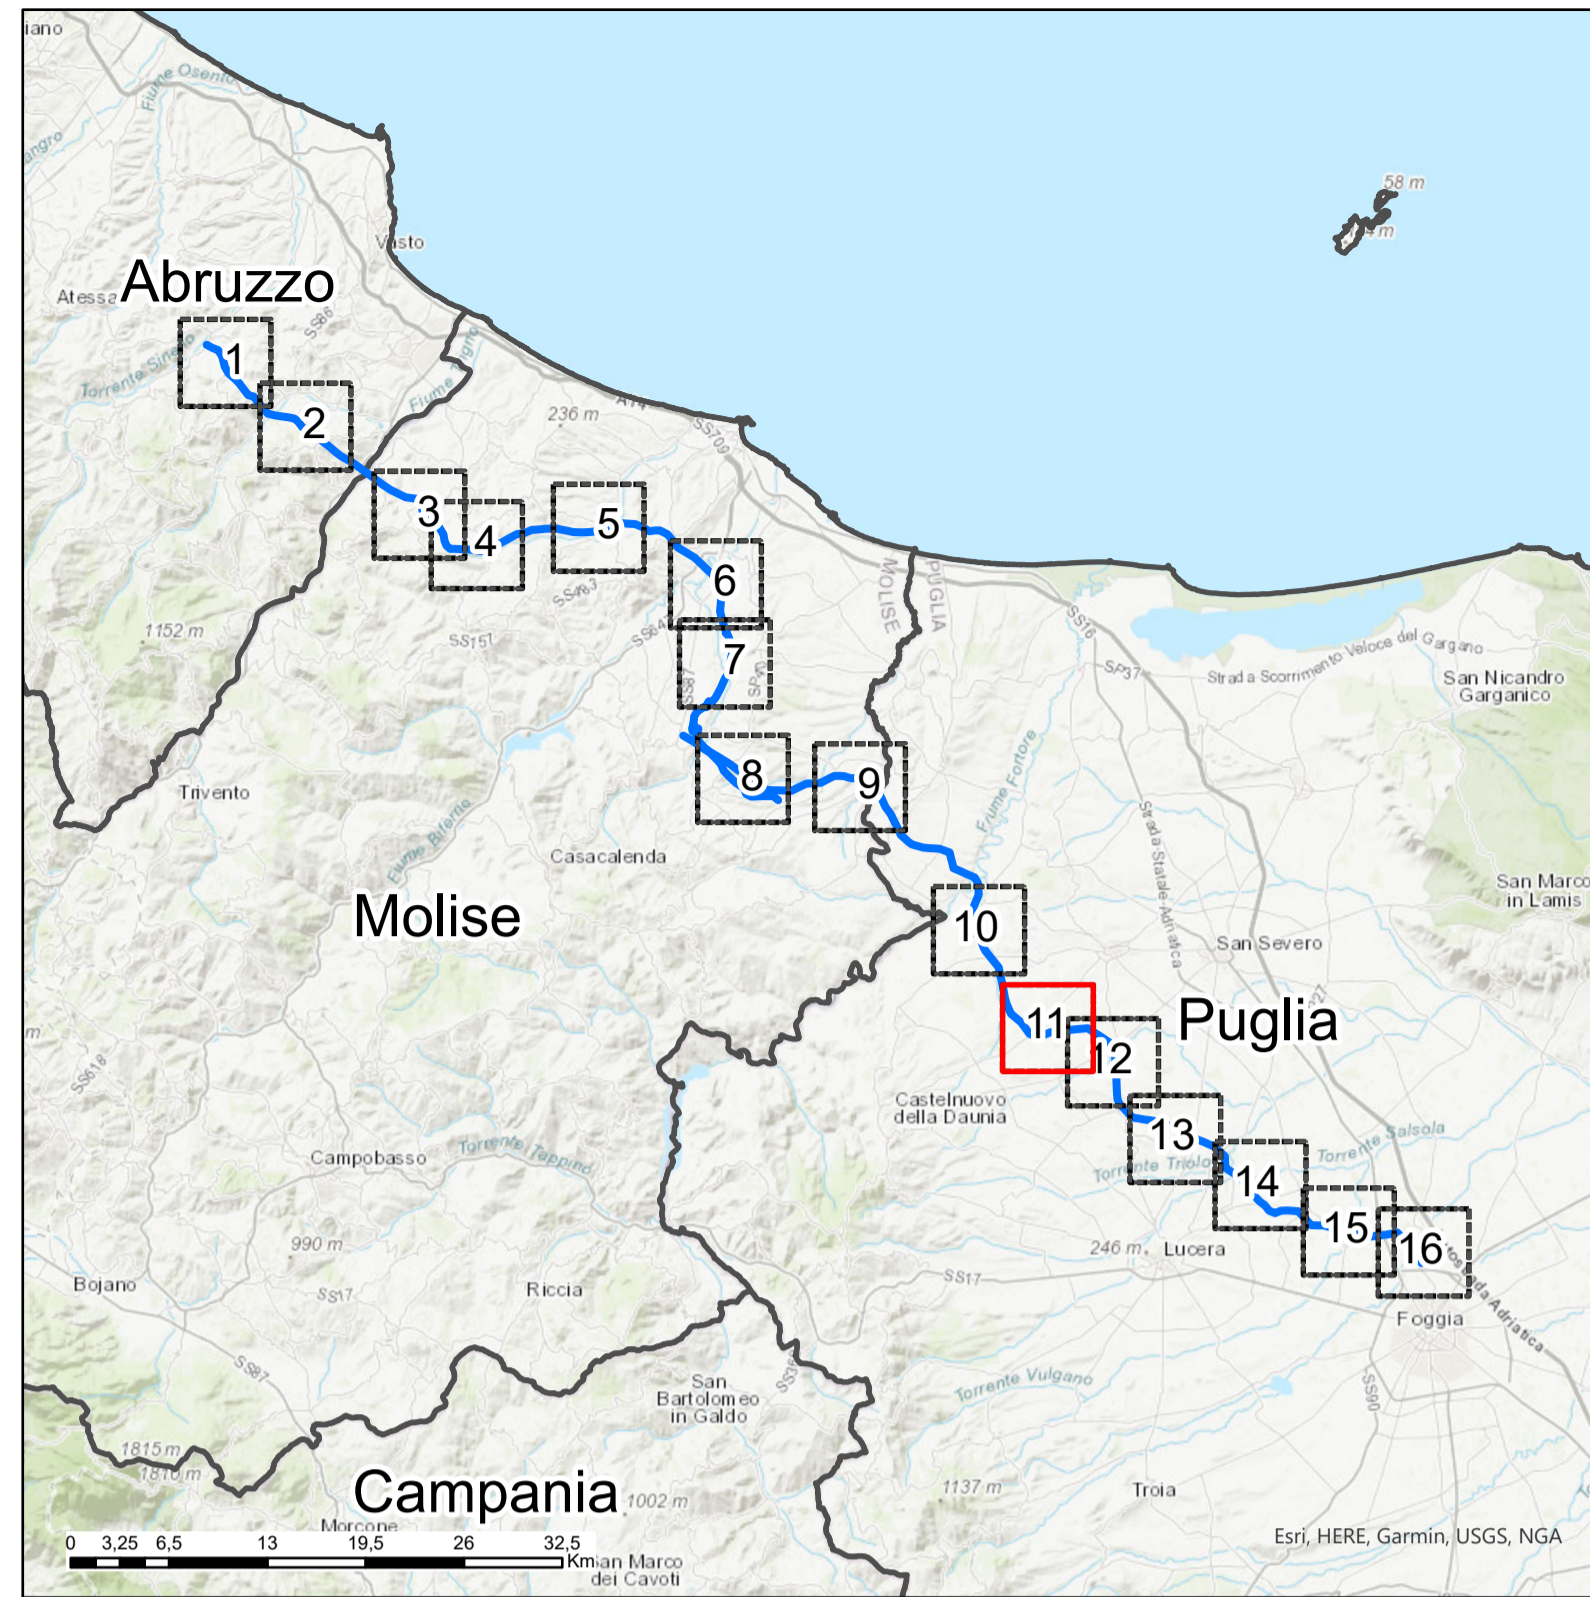 iano
Fiume Osento
angro
58 m
Vasto
Abruzzo
Atessa
SS86
1
Torrente Sinello
Fiume Trigno
2
236 m
A14
SS709
3
4
5
SS483
6
MOLISE
PUGLIA
SS16
1152 m
SS157
SS647
7
SS87
SP40
SP37
Strada Scorrimento Veloce del Gargano
San Nicandro
Garganico
Trivento
8
9
Fiume Fortore
Strada Statale Adriatica
Fiume Biferno
Casacalenda
San Marco
in Lamis
Molise
10
San Severo
11
Puglia
m
SS618
12
Castelnuovo
della Daunia
13
Torrente Salsola
Torrente Tappino
Campobasso
Torrente Triolo
14
15
16
990 m
246 m
Lucera
Bojano
SS17
Riccia
SS17
Foggia
SS87
San
Bartolomeo
in Galdo
Torrente Vulgano
SS90
1815 m
1137 m
Troia
Campania
1002 m
Morcone
Esri, HERE, Garmin, USGS, NGA
0 3,25 6,5 13 19,5 26 32,5
Km
San Marco
dei Cavoti